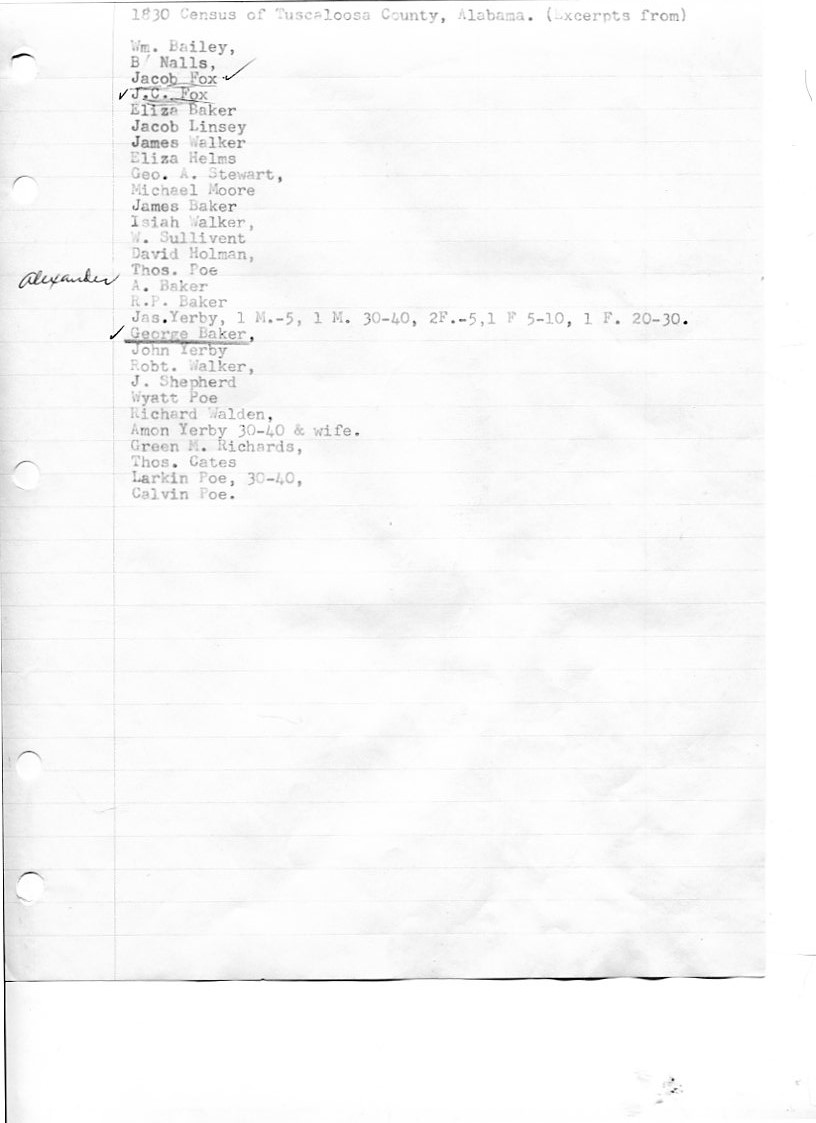 1830 Census of Tuscaloosa County, Alabama. (Excerpts from)
Wm. Bailey,
B Nalls,
Jacob Fox ✓
✓ J.C. Fox
Eliza Baker
Jacob Linsey
James Walker
Eliza Helms
Geo. A. Stewart,
Michael Moore
James Baker
Isiah Walker,
W. Sullivent
David Holman,
Thos. Poe
Alexander A. Baker
R.P. Baker
Jas.Yerby, 1 M.-5, 1 M. 30-40, 2F.-5,1 F 5-10, 1 F. 20-30.
✓ George Baker,
John Yerby
Robt. Walker,
J. Shepherd
Wyatt Poe
Richard Walden,
Amon Yerby 30-40 & wife.
Green M. Richards,
Thos. Cates
Larkin Poe, 30-40,
Calvin Poe.